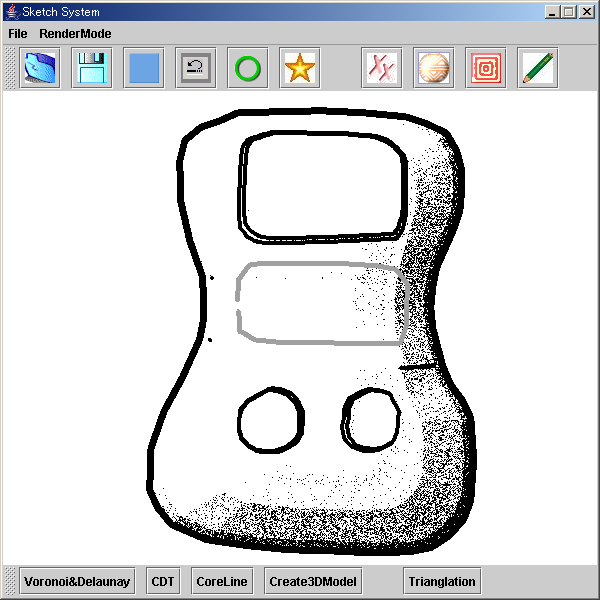 Sketch System
File RenderMode
Voronoi&Delaunay CDT CoreLine Create3DModel Trianglation